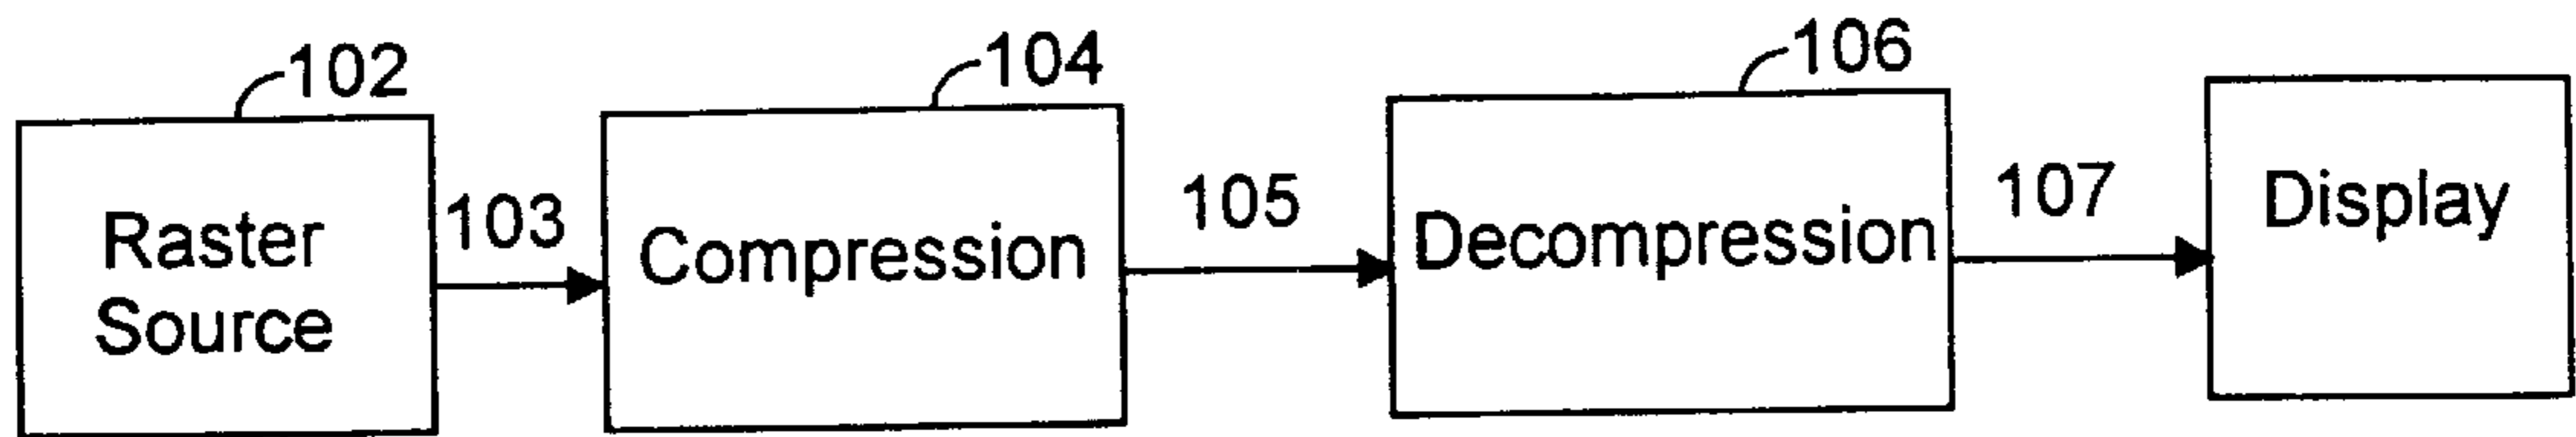 102
104
106
Raster
Source
103
Compression
105
Decompression
107
Display